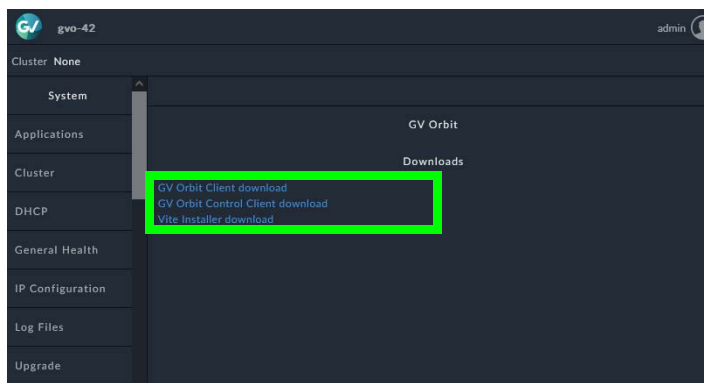 GV gvo-42
admin
Cluster None
System
Applications
Cluster
DHCP
General Health
IP Configuration
Log Files
Upgrade
GV Orbit
Downloads
GV Orbit Client download
GV Orbit Control Client download
Vite Installer download